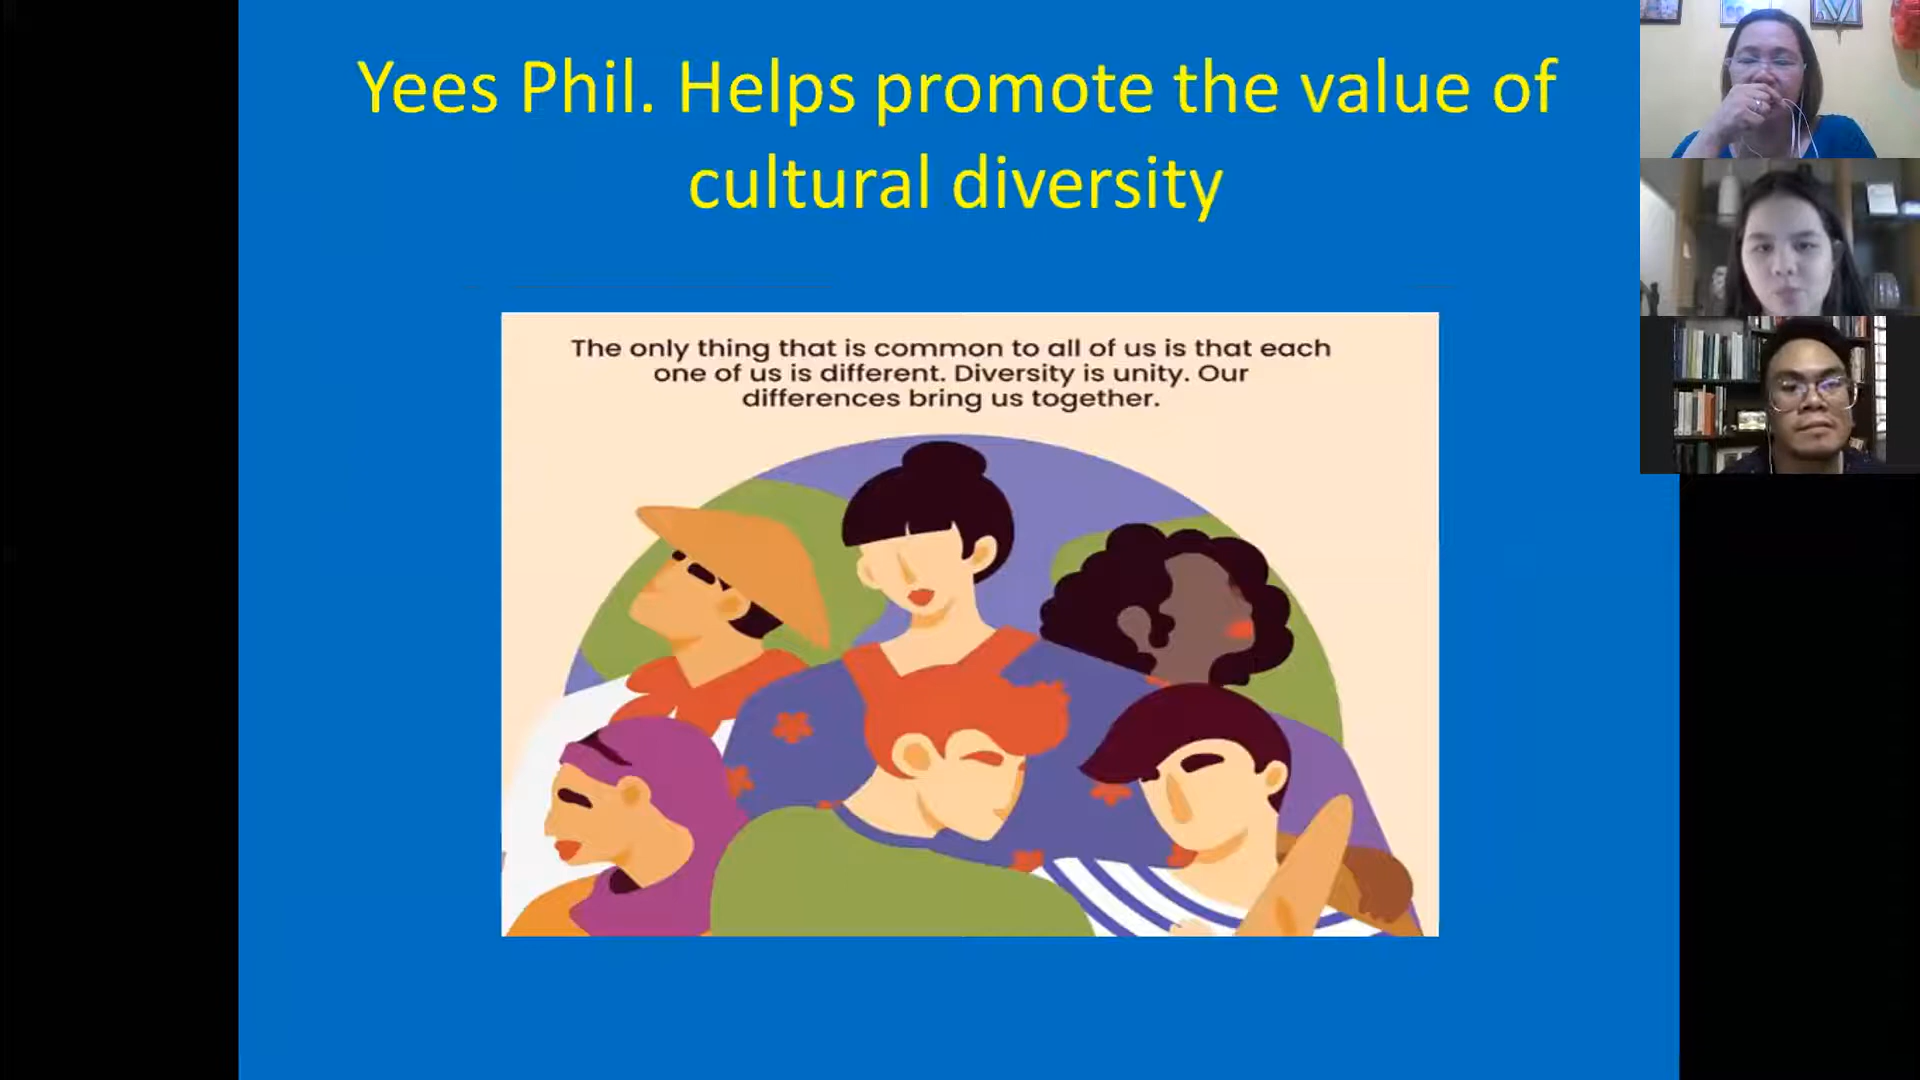 Yees Phil. Helps promote the value of
cultural diversity
The only thing that is common to all of us is that each
one of us is different. Diversity is unity. Our
differences bring us together.